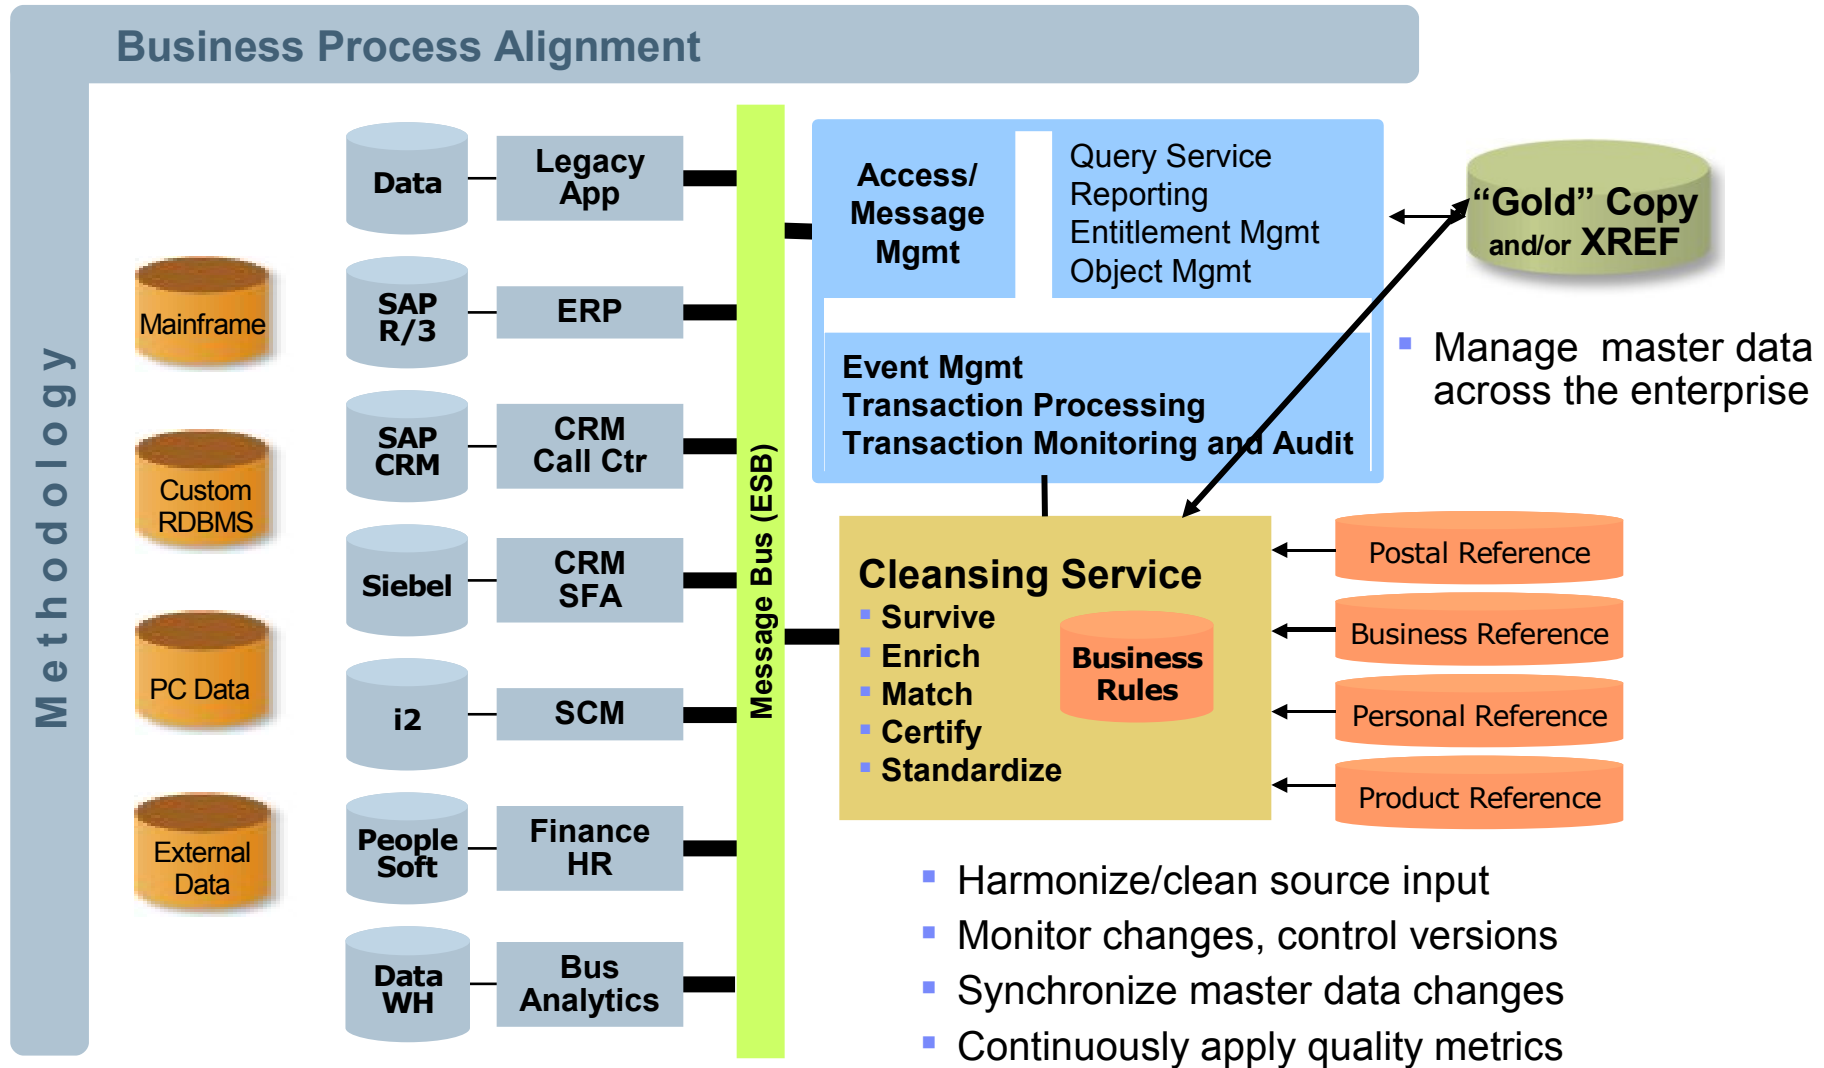 Business Process Alignment
Methodology
Mainframe
Custom
RDBMS
PC Data
External
Data
Data
Legacy
App
SAP
R/3
ERP
SAP
CRM
CRM
Call Ctr
Siebel
CRM
SFA
i2
SCM
People
Soft
Finance
HR
Data
WH
Bus
Analytics
Message Bus (ESB)
Access/
Message
Mgmt
Query Service
Reporting
Entitlement Mgmt
Object Mgmt
Event Mgmt
Transaction Processing
Transaction Monitoring and Audit
“Gold” Copy
and/or XREF
Manage master data
across the enterprise
Cleansing Service
Survive
Enrich
Match
Certify
Standardize
Business
Rules
Postal Reference
Business Reference
Personal Reference
Product Reference
Harmonize/clean source input
Monitor changes, control versions
Synchronize master data changes
Continuously apply quality metrics